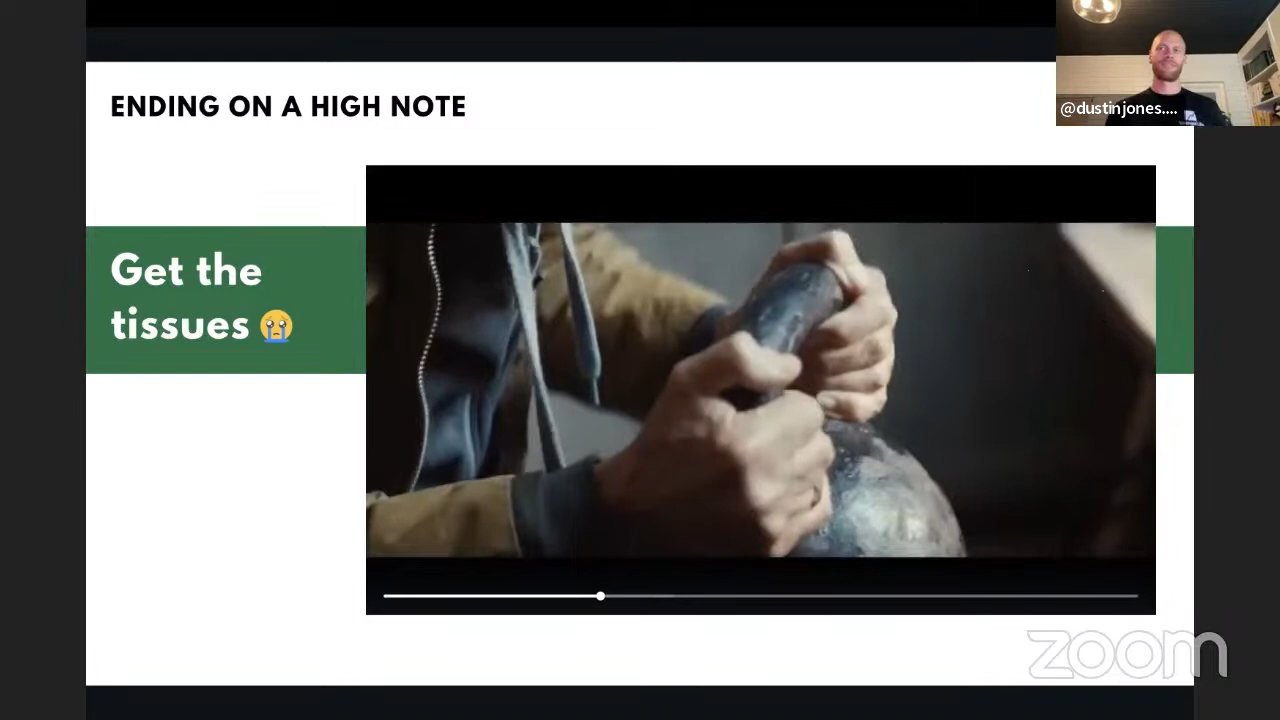 ENDING ON A HIGH NOTE
@dustinjones....
Get the
tissues 😭
zoom